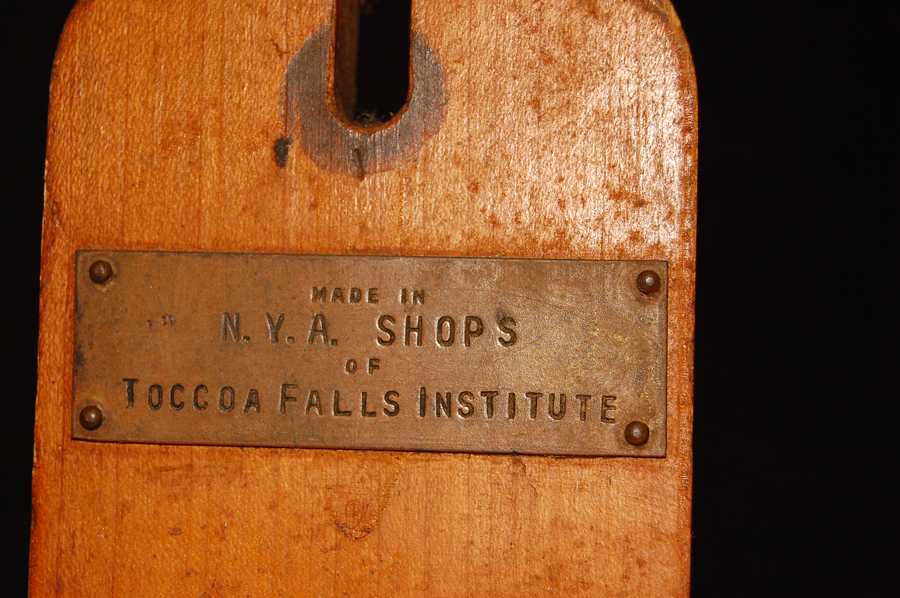 MADE IN
N.Y.A. SHOPS
OF
TOCCOA FALLS INSTITUTE